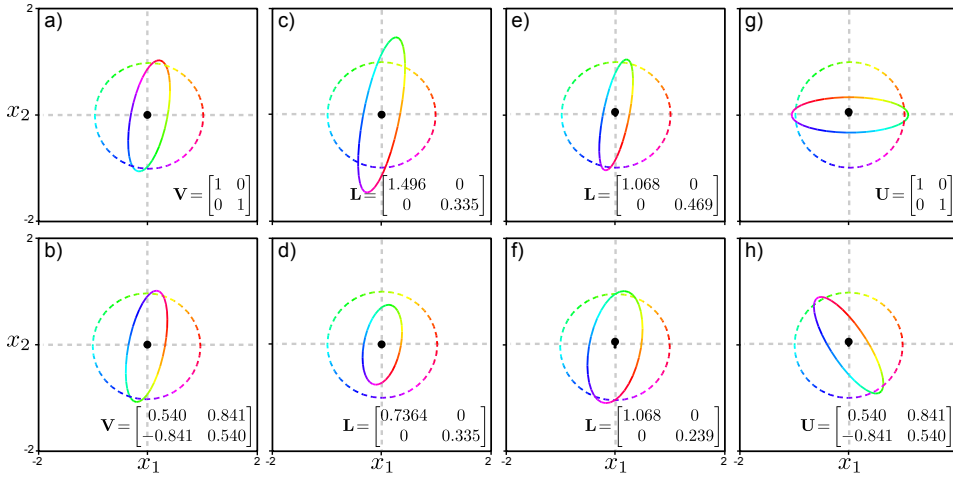 a) c) e) g)
2
x₂
V = [1 0
0 1]
L = [1.496 0
0 0.335]
L = [1.068 0
0 0.469]
U = [1 0
0 1]
-2
b) d) f) h)
2
x₂
V = [0.540 0.841
−0.841 0.540]
L = [0.7364 0
0 0.335]
L = [1.068 0
0 0.239]
U = [0.540 0.841
−0.841 0.540]
-2
-2 x₁ 2 -2 x₁ 2 -2 x₁ 2 -2 x₁ 2